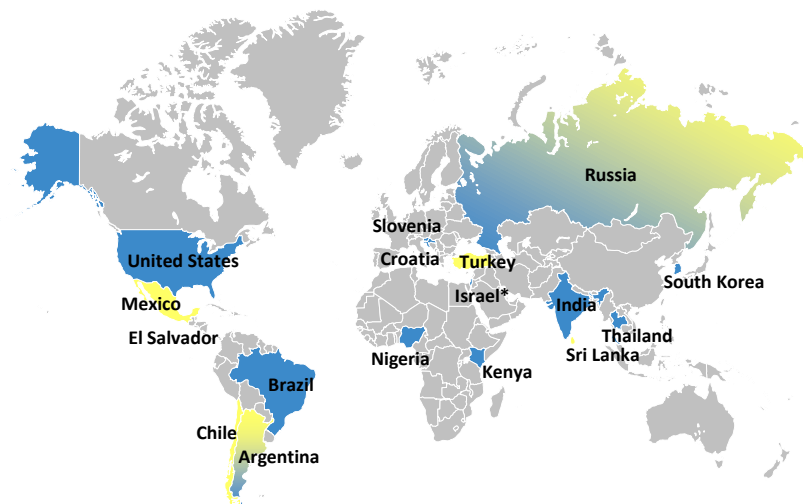 Russia
Slovenia
Croatia
Turkey
United States
Israel*
South Korea
Mexico
India
El Salvador
Thailand
Nigeria
Sri Lanka
Kenya
Brazil
Chile
Argentina